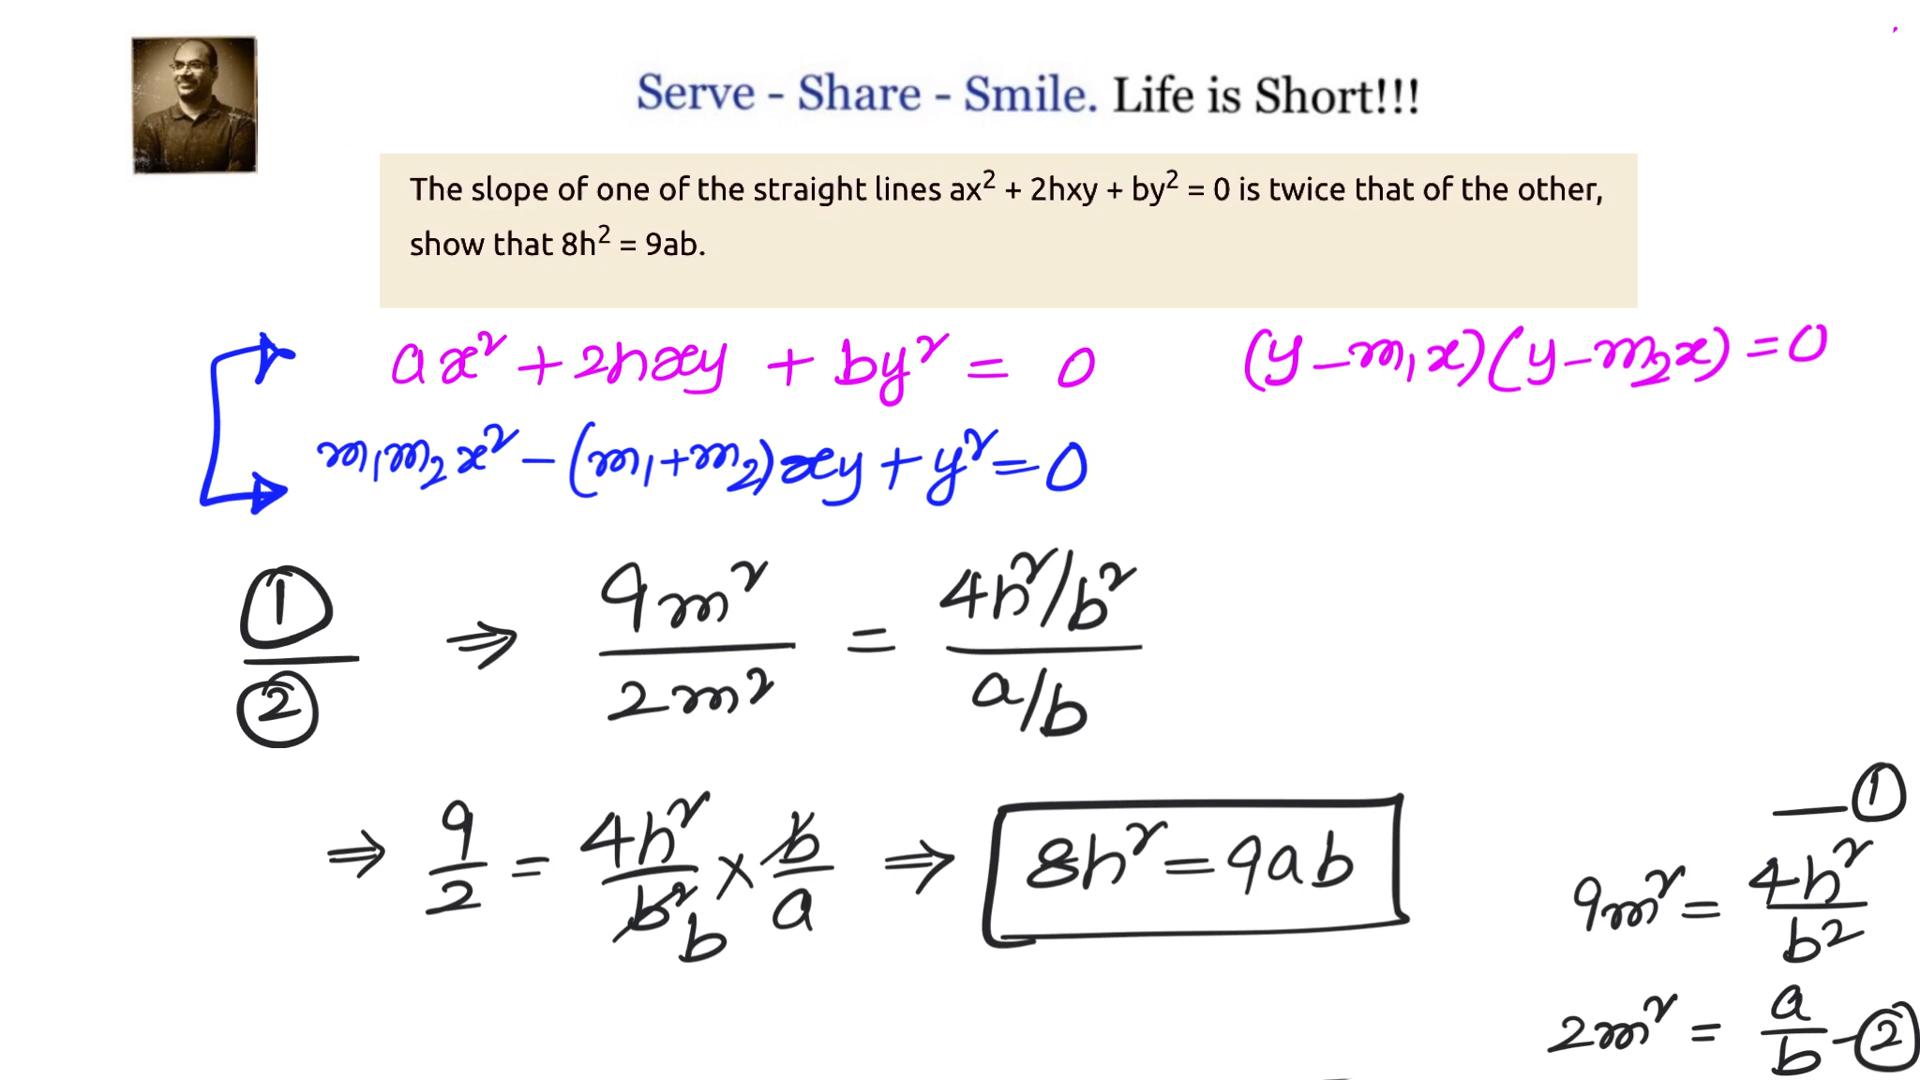 Serve - Share - Smile. Life is Short!!!
The slope of one of the straight lines ax² + 2hxy + by² = 0 is twice that of the other,
show that 8h² = 9ab.
ax² + 2hxy + by² = 0 (y - m₁x)(y - m₂x) = 0
m₁m₂x² - (m₁+m₂)xy + y² = 0
①/② ⇒ 9m²/2m² = (4h²/b²)/(a/b)
⇒ 9/2 = 4h²/b² b × b/a ⇒ 8h² = 9ab
— ①
9m² = 4h²/b²
2m² = a/b - ②